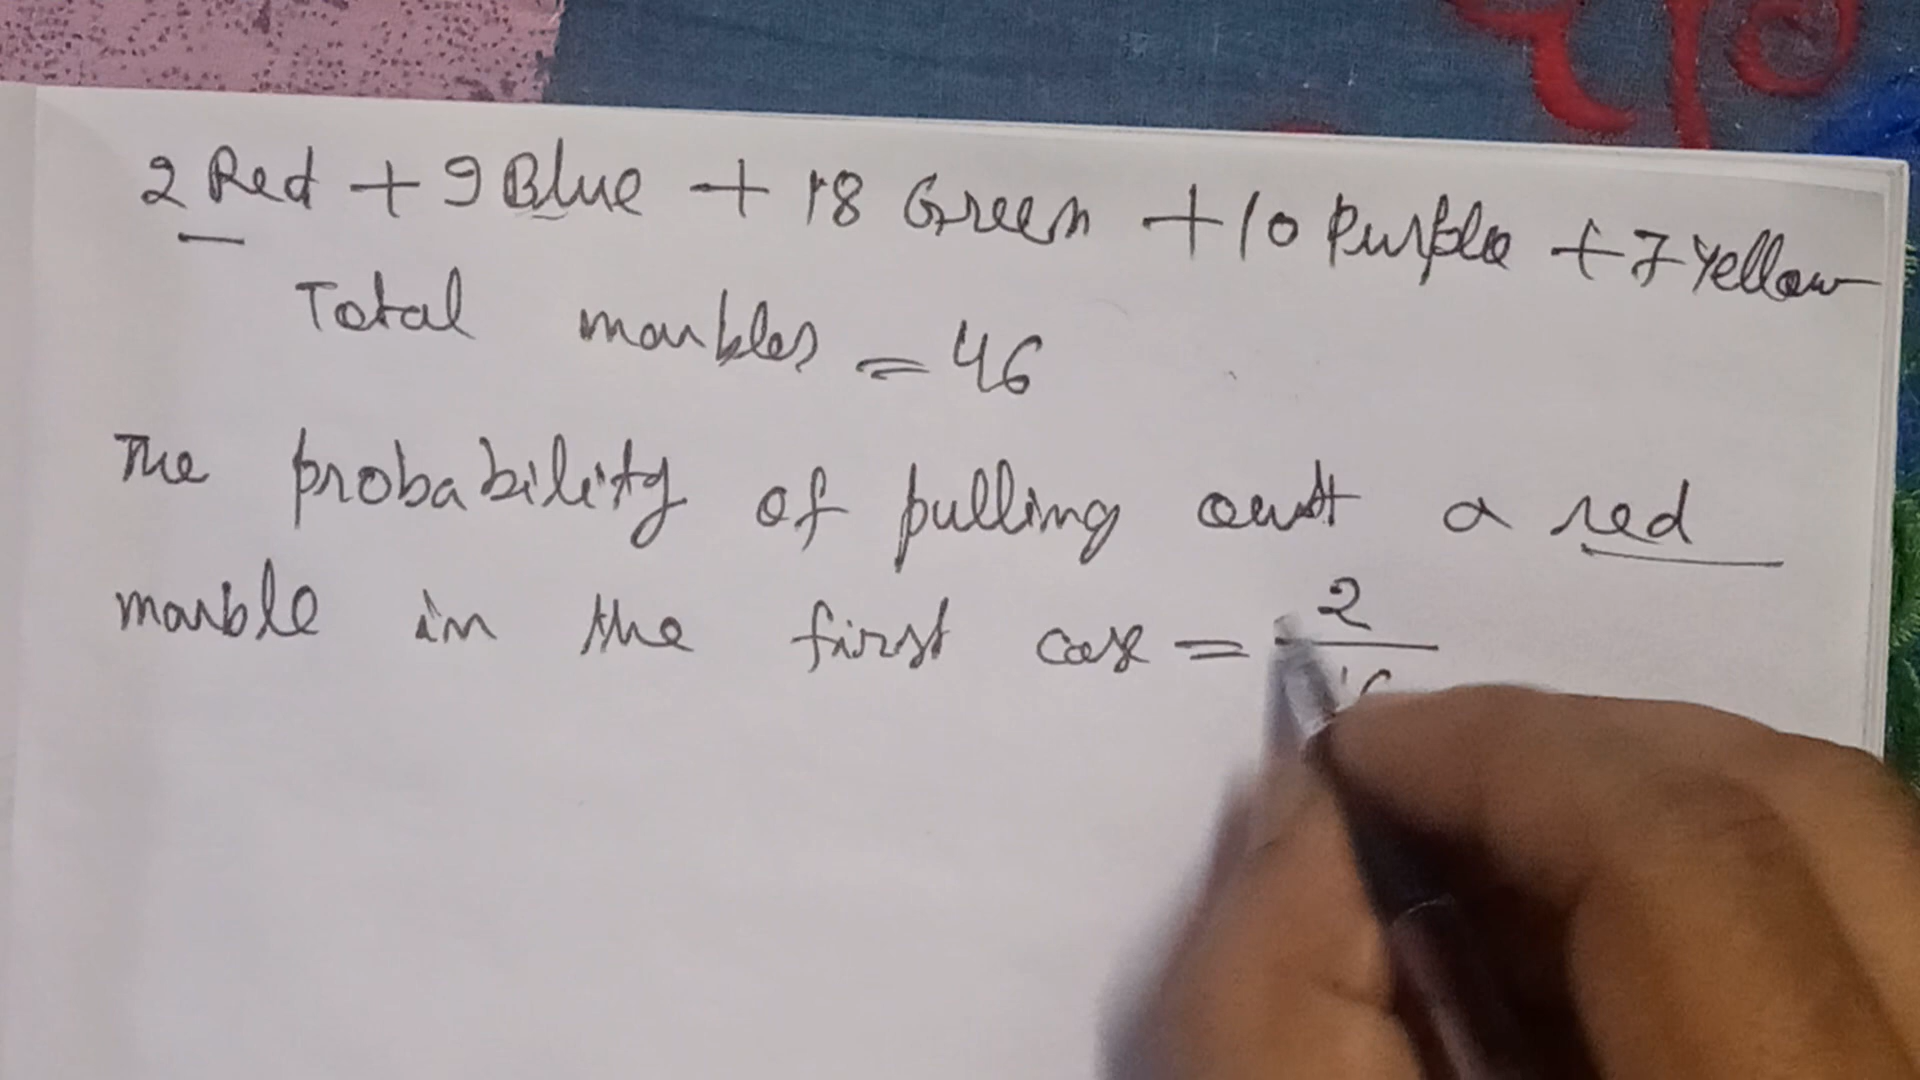 2 Red + 9 Blue + 18 Green + 10 Purple + 7 Yellow
Total marbles = 46
The probability of pulling out a red
marble in the first case = 2